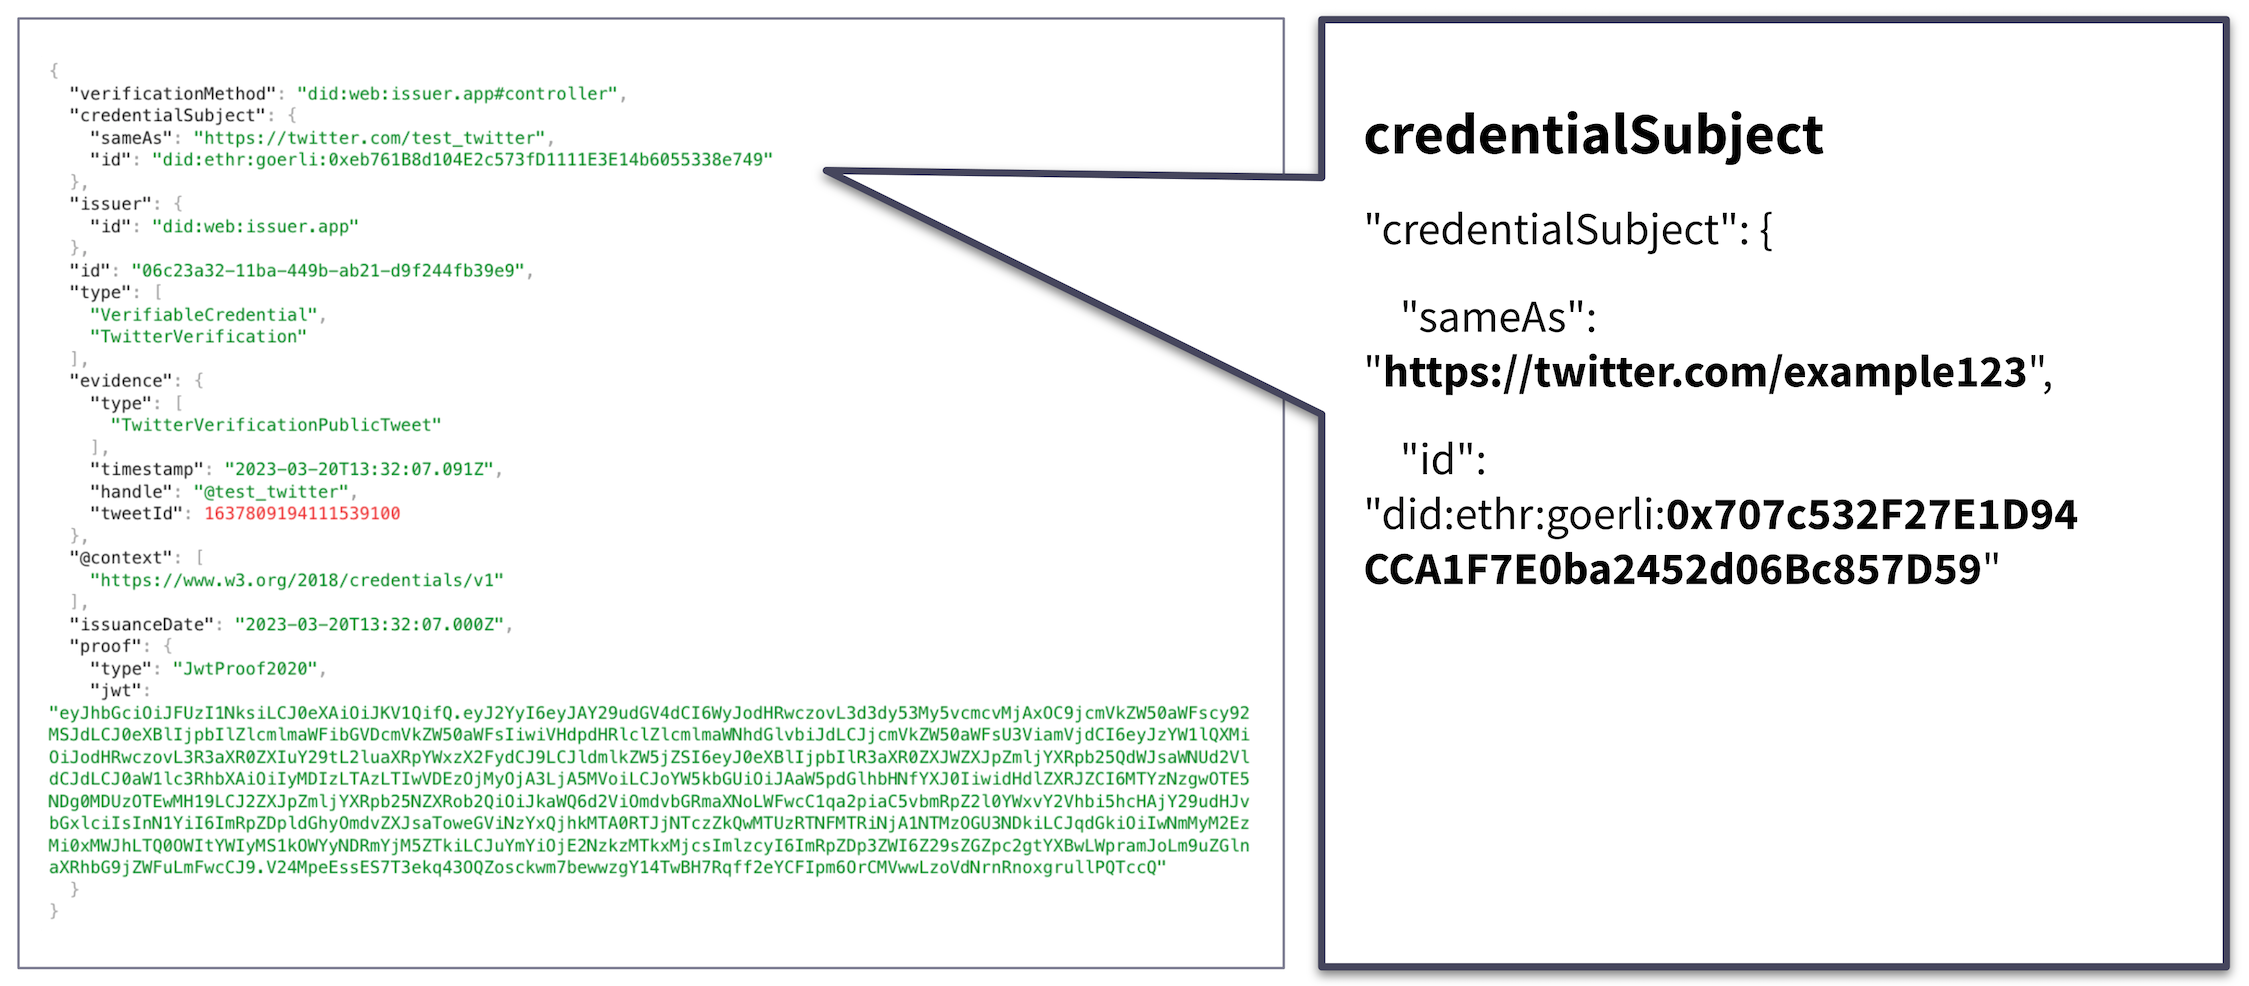 {
"verificationMethod": "did:web:issuer.app#controller",
"credentialSubject": {
"sameAs": "https://twitter.com/test_twitter",
"id": "did:ethr:goerli:0xeb761B8d104E2c573fD1111E3E14b6055338e749"
},
"issuer": {
"id": "did:web:issuer.app"
},
"id": "06c23a32-11ba-449b-ab21-d9f244fb39e9",
"type": [
"VerifiableCredential",
"TwitterVerification"
],
"evidence": {
"type": [
"TwitterVerificationPublicTweet"
],
"timestamp": "2023-03-20T13:32:07.091Z",
"handle": "@test_twitter",
"tweetId": 1637809194111539100
},
"@context": [
"https://www.w3.org/2018/credentials/v1"
],
"issuanceDate": "2023-03-20T13:32:07.000Z",
"proof": {
"type": "JwtProof2020",
"jwt":
"eyJhbGciOiJFUzI1NksiLCJ0eXAiOiJKV1QifQ.eyJ2YyI6eyJAY29udGV4dCI6WyJodHRwczovL3d3dy53My5vcmcvMjAxOC9jcmVkZW50aWFscy92
MSJdLCJ0eXBlIjpbIlZlcmlmaWFibGVDcmVkZW50aWFsIiwiVHdpdHRlclZlcmlmaWNhdGlvbiJdLCJjcmVkZW50aWFsU3ViamVjdCI6eyJzYW1lQXMi
OiJodHRwczovL3R3aXR0ZXIuY29tL2luaXRpYWxzX2FydCJ9LCJldmlkZW5jZSI6eyJ0eXBlIjpbIlR3aXR0ZXJWZXJpZmljYXRpb25QdWJsaWNUd2Vl
dCJdLCJ0aW1lc3RhbXAiOiIyMDIzLTAzLTIwVDEzOjMyOjA3LjA5MVoiLCJoYW5kbGUiOiJAaW5pdGlhbHNfYXJ0IiwidHdlZXRJZCI6MTYzNzgwOTE5
NDg0MDUzOTEwMH19LCJ2ZXJpZmljYXRpb25NZXRob2QiOiJkaWQ6d2ViOmdvbGRmaXNoLWFwcC1qa2piaC5vbmRpZ2l0YWxvY2Vhbi5hcHAjY29udHJv
bGxlciIsInN1YiI6ImRpZDpldGhyOmdvZXJsaToweGViNzYxQjhkMTA0RTJjNTczZkQwMTUzRTNFMTRiNjA1NTMzOGU3NDkiLCJqdGkiOiIwNmMyM2Ez
Mi0xMWJhLTQ0OWItYWIyMS1kOWYyNDRmYjM5ZTkiLCJuYmYiOjE2NzkzMTkxMjcsImlzcyI6ImRpZDp3ZWI6Z29sZGZpc2gtYXBwLWpramJoLm9uZGln
aXRhbG9jZWFuLmFwcCJ9.V24MpeEssES7T3ekq43OQZosckwm7bewwzgY14TwBH7Rqff2eYCFIpm6OrCMVwwLzoVdNrnRnoxgrullPQTccQ"
}
}
credentialSubject
"credentialSubject": {
"sameAs":
"https://twitter.com/example123",
"id":
"did:ethr:goerli:0x707c532F27E1D94
CCA1F7E0ba2452d06Bc857D59"